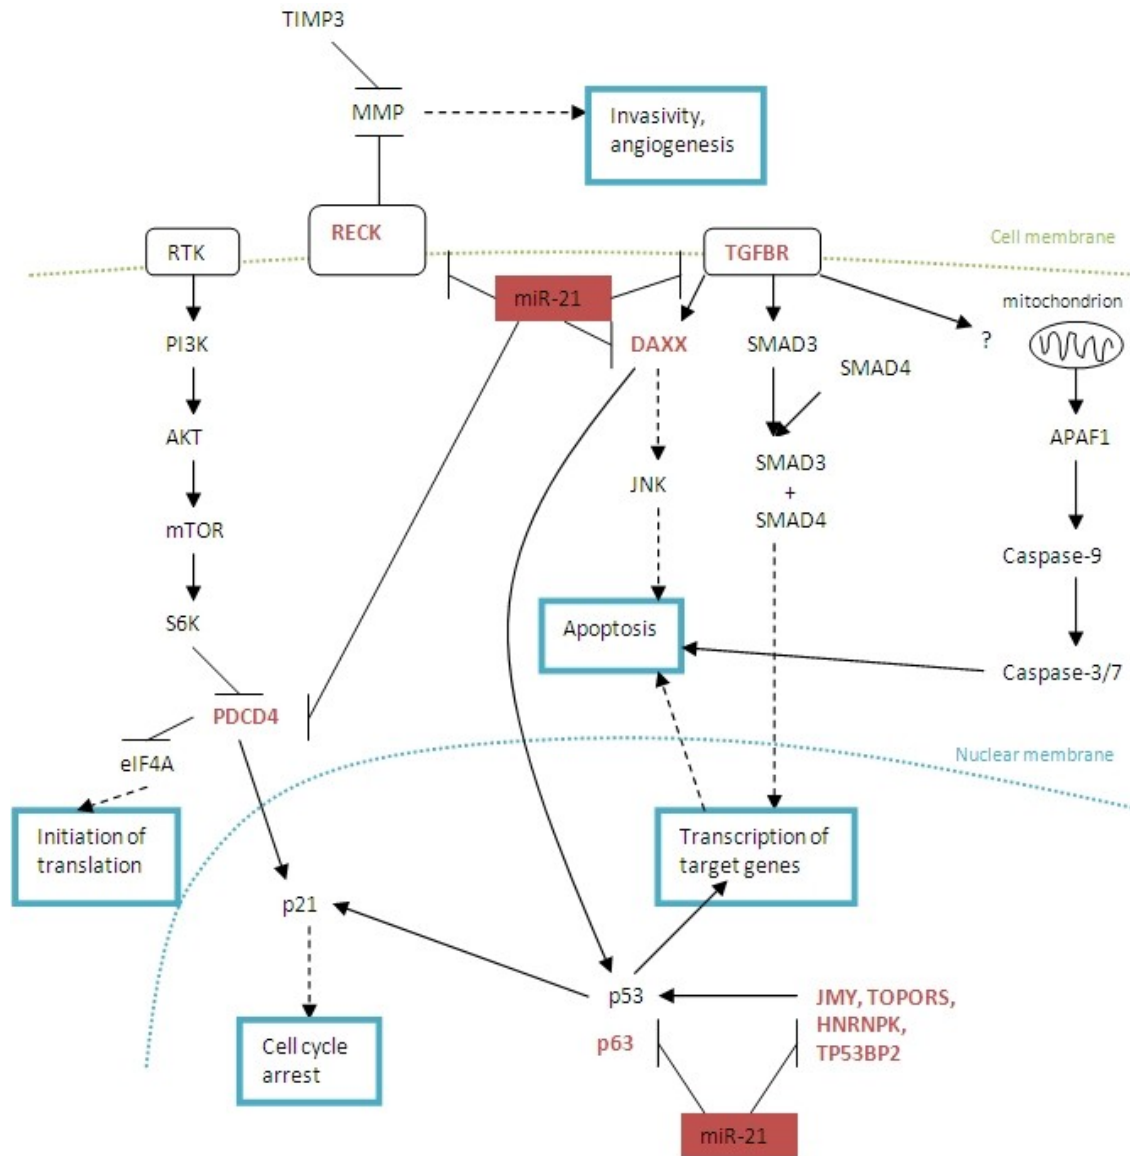 TIMP3
MMP
Invasivity,
angiogenesis
RECK
RTK
TGFBR
Cell membrane
miR-21
mitochondrion
PI3K
DAXX
SMAD3
?
SMAD4
AKT
APAF1
SMAD3
+
SMAD4
JNK
mTOR
Caspase-9
S6K
Apoptosis
Caspase-3/7
PDCD4
eIF4A
Nuclear membrane
Initiation of
translation
Transcription of
target genes
p21
p53
JMY, TOPORS,
HNRNPK,
TP53BP2
p63
Cell cycle
arrest
miR-21